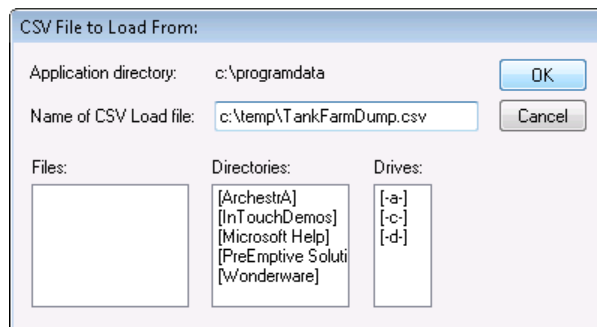 CSV File to Load From:
Application directory: c:\programdata OK
Name of CSV Load file: c:\temp\TankFarmDump.csv Cancel
Files: Directories: Drives:
[ArchestrA] [-a-]
[InTouchDemos] [-c-]
[Microsoft Help] [-d-]
[PreEmptive Soluti
[Wonderware]